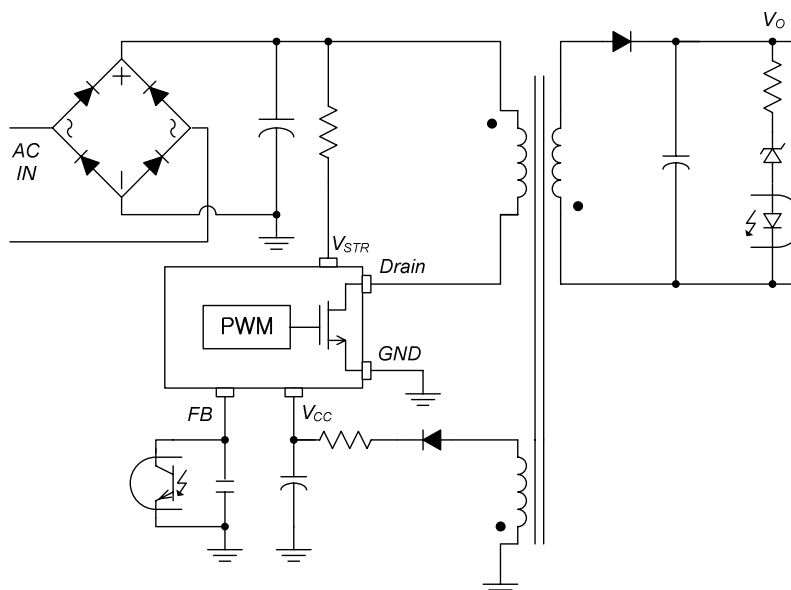 V_O
AC
IN
V_STR
Drain
PWM
GND
FB
V_CC